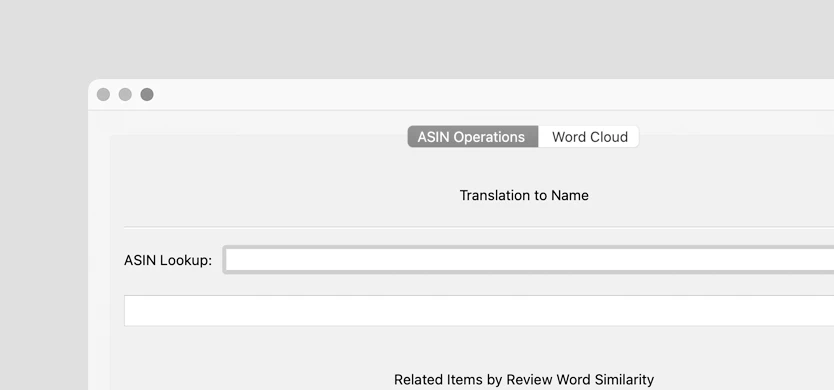 ASIN Operations Word Cloud
Translation to Name
ASIN Lookup:
Related Items by Review Word Similarity